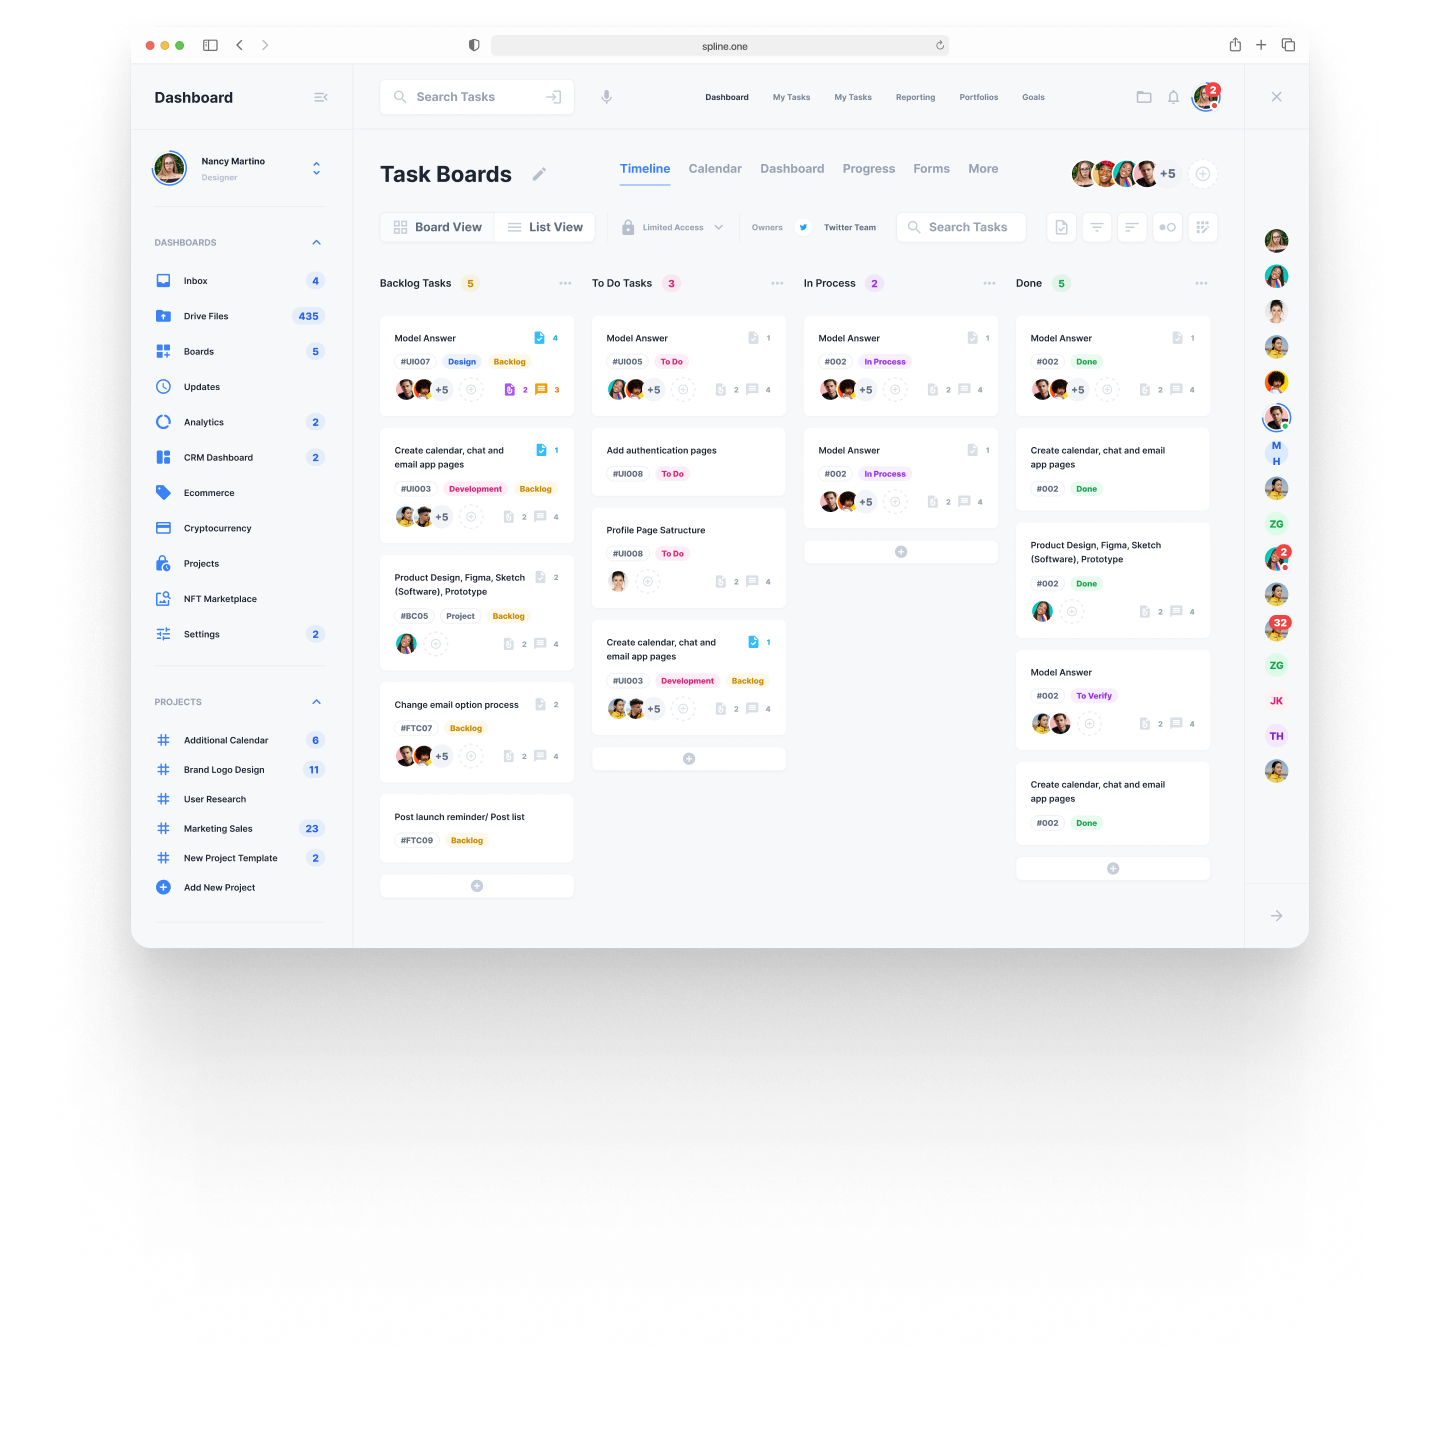 spline.one
Dashboard
Search Tasks
Dashboard
My Tasks
My Tasks
Reporting
Portfolios
Goals
2
Nancy Martino
Designer
DASHBOARDS
Inbox 4
Drive Files 435
Boards 5
Updates
Analytics 2
CRM Dashboard 2
Ecommerce
Cryptocurrency
Projects
NFT Marketplace
Settings 2
PROJECTS
Additional Calendar 6
Brand Logo Design 11
User Research
Marketing Sales 23
New Project Template 2
Add New Project
Task Boards
Timeline
Calendar
Dashboard
Progress
Forms
More
+5
Board View
List View
Limited Access
Owners
Twitter Team
Search Tasks
Backlog Tasks 5
Model Answer 4
#UI007 Design Backlog
+5 2 3
Create calendar, chat and 1
email app pages
#UI003 Development Backlog
+5 2 4
Product Design, Figma, Sketch 2
(Software), Prototype
#BC05 Project Backlog
2 4
Change email option process 2
#FTC07 Backlog
+5 2 4
Post launch reminder/ Post list
#FTC09 Backlog
To Do Tasks 3
Model Answer 1
#UI005 To Do
+5 2 4
Add authentication pages
#UI008 To Do
Profile Page Satructure
#UI008 To Do
2 4
Create calendar, chat and 1
email app pages
#UI003 Development Backlog
+5 2 4
In Process 2
Model Answer 1
#002 In Process
+5 2 4
Model Answer 1
#002 In Process
+5 2 4
Done 5
Model Answer 1
#002 Done
+5 2 4
Create calendar, chat and email
app pages
#002 Done
Product Design, Figma, Sketch
(Software), Prototype
#002 Done
2 4
Model Answer
#002 To Verify
2 4
Create calendar, chat and email
app pages
#002 Done
M
H
ZG
2
32
ZG
JK
TH